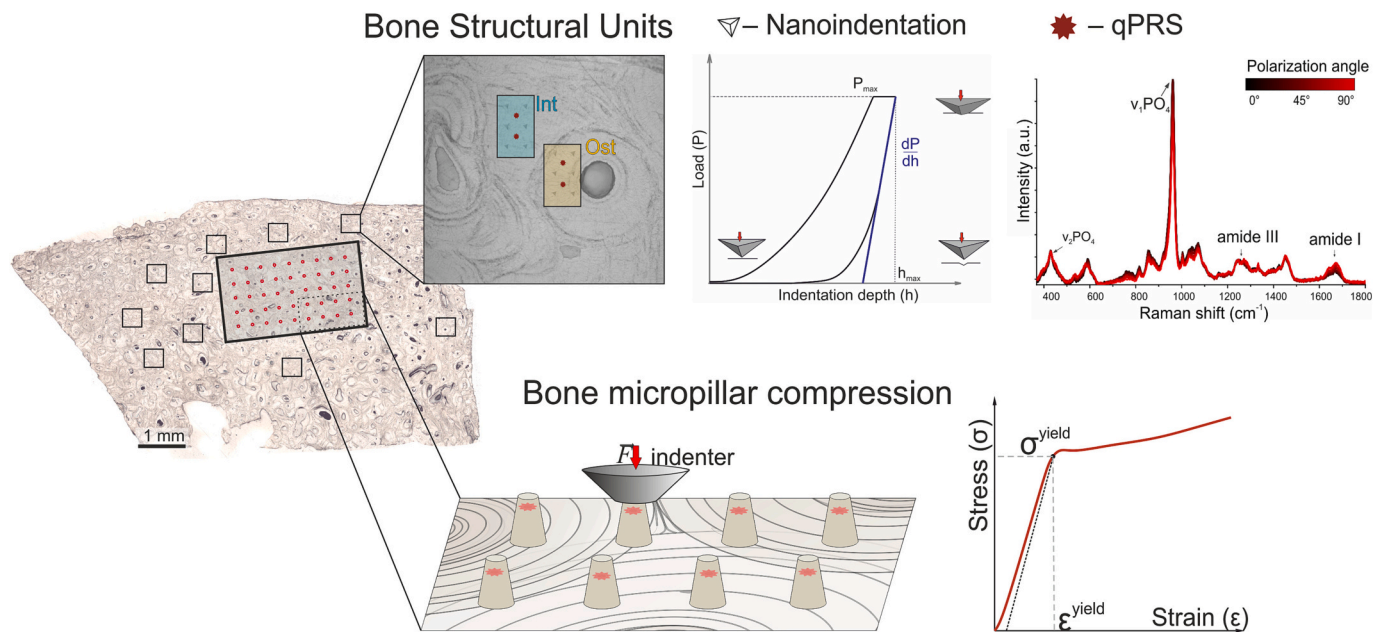 Bone Structural Units
– Nanoindentation
– qPRS
Int
Ost
Load (P)
Pmax
dP
dh
hmax
Indentation depth (h)
Polarization angle
0° 45° 90°
Intensity (a.u.)
v₁PO₄
v₂PO₄
amide III
amide I
400 600 800 1000 1200 1400 1600 1800
Raman shift (cm⁻¹)
1 mm
Bone micropillar compression
F indenter
Stress (σ)
σyield
εyield
Strain (ε)